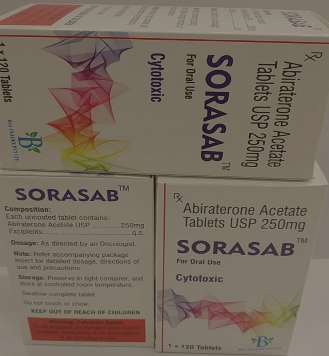 Rx
Abiraterone Acetate
Tablets USP 250mg
SORASAB™
For Oral Use
Cytotoxic
1 x 120 Tablets
SORASAB™
Composition:
Each uncoated tablet contains:
Abiraterone Acetate USP ........... 250mg
Excipients ........... q.s.
Dosage: As directed by an Oncologist.
Note: Refer accompanying package
insert for detailed dosage, directions of
use and precautions.
Storage: Preserve in tight container, and
store at controlled room temperature.
Swallow complete tablet.
Do not crush or chew.
KEEP OUT OF REACH OF CHILDREN
Rx
Abiraterone Acetate
Tablets USP 250mg
SORASAB™
For Oral Use
Cytotoxic
1 x 120 Tablets